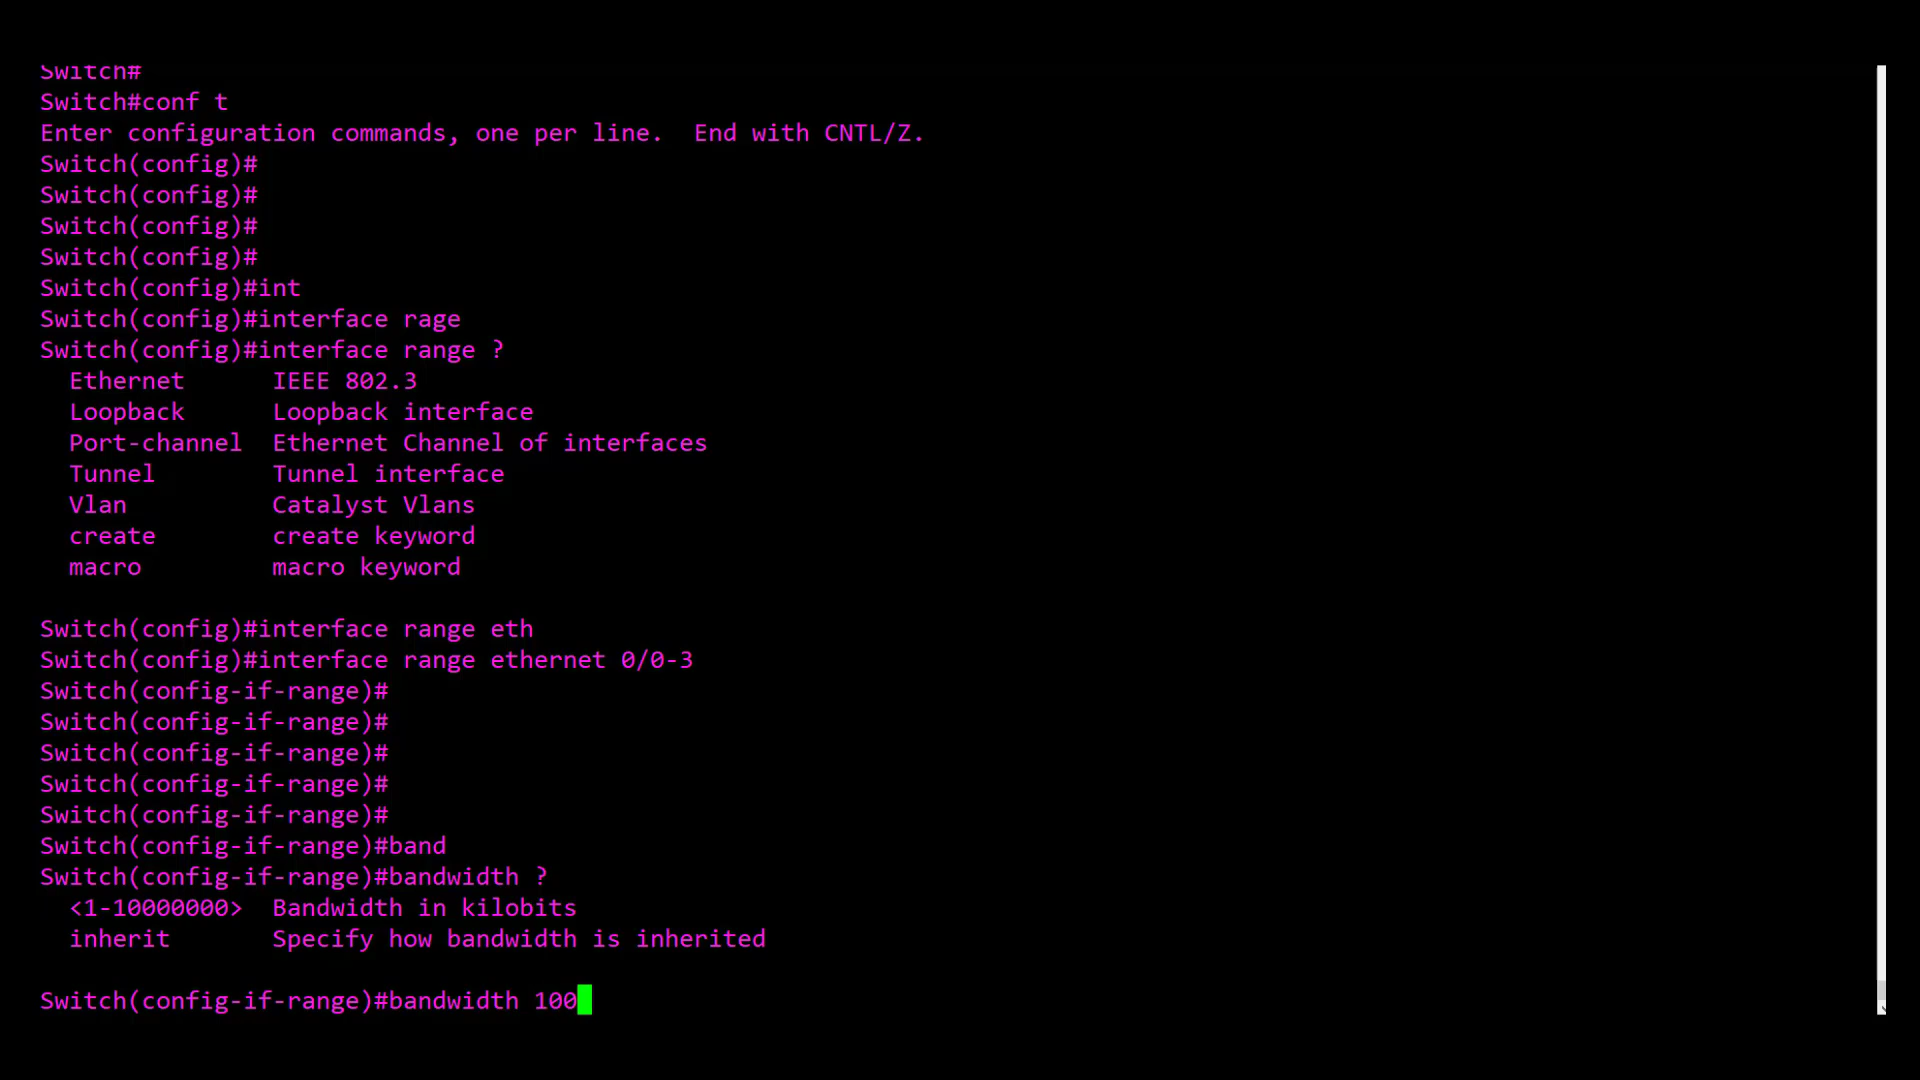 Switch#
Switch#conf t
Enter configuration commands, one per line.  End with CNTL/Z.
Switch(config)#
Switch(config)#
Switch(config)#
Switch(config)#
Switch(config)#int
Switch(config)#interface rage
Switch(config)#interface range ?
  Ethernet      IEEE 802.3
  Loopback      Loopback interface
  Port-channel  Ethernet Channel of interfaces
  Tunnel        Tunnel interface
  Vlan          Catalyst Vlans
  create        create keyword
  macro         macro keyword

Switch(config)#interface range eth
Switch(config)#interface range ethernet 0/0-3
Switch(config-if-range)#
Switch(config-if-range)#
Switch(config-if-range)#
Switch(config-if-range)#
Switch(config-if-range)#
Switch(config-if-range)#band
Switch(config-if-range)#bandwidth ?
  <1-10000000>  Bandwidth in kilobits
  inherit       Specify how bandwidth is inherited

Switch(config-if-range)#bandwidth 100